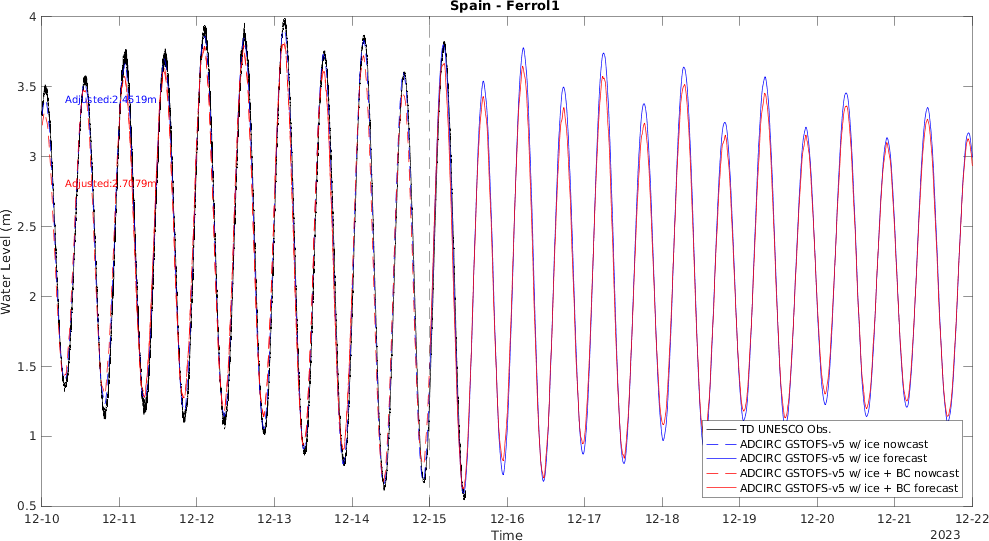 Spain - Ferrol1
4
3.5
3
2.5
2
1.5
1
0.5
Water Level (m)
Adjusted:2.4519m
Adjusted:2.7079m
TD UNESCO Obs.
ADCIRC GSTOFS-v5 w/ ice nowcast
ADCIRC GSTOFS-v5 w/ ice forecast
ADCIRC GSTOFS-v5 w/ ice + BC nowcast
ADCIRC GSTOFS-v5 w/ ice + BC forecast
12-10 12-11 12-12 12-13 12-14 12-15 12-16 12-17 12-18 12-19 12-20 12-21 12-22
Time
2023